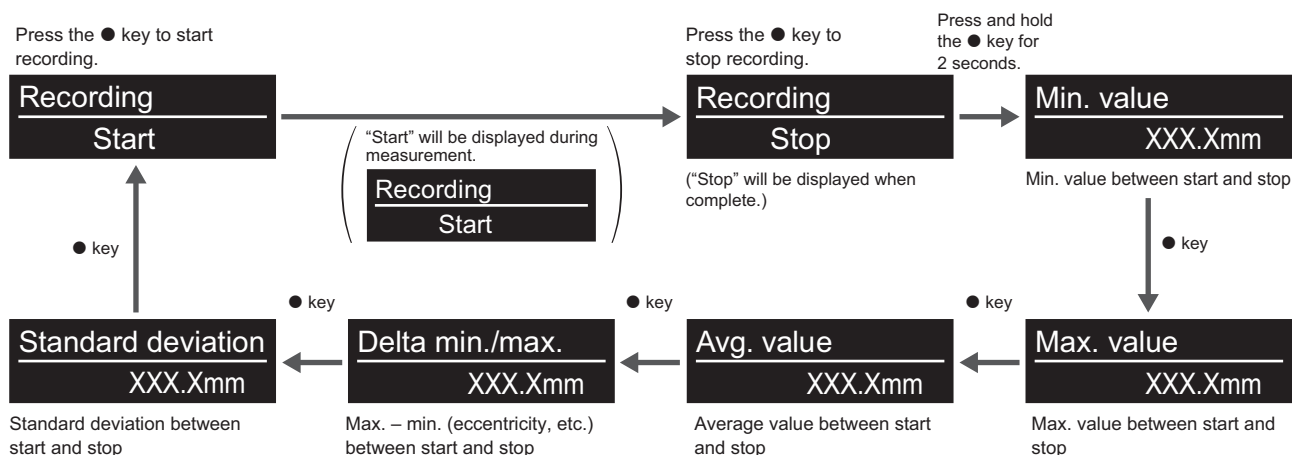 Press the ● key to start
recording.
Recording
Start
"Start" will be displayed during
measurement.
Recording
Start
Press the ● key to
stop recording.
Recording
Stop
("Stop" will be displayed when
complete.)
Press and hold
the ● key for
2 seconds.
Min. value
XXX.Xmm
Min. value between start and stop
● key
Max. value
XXX.Xmm
Max. value between start and
stop
● key
Avg. value
XXX.Xmm
Average value between start
and stop
● key
Delta min./max.
XXX.Xmm
Max. – min. (eccentricity, etc.)
between start and stop
● key
Standard deviation
XXX.Xmm
Standard deviation between
start and stop
● key